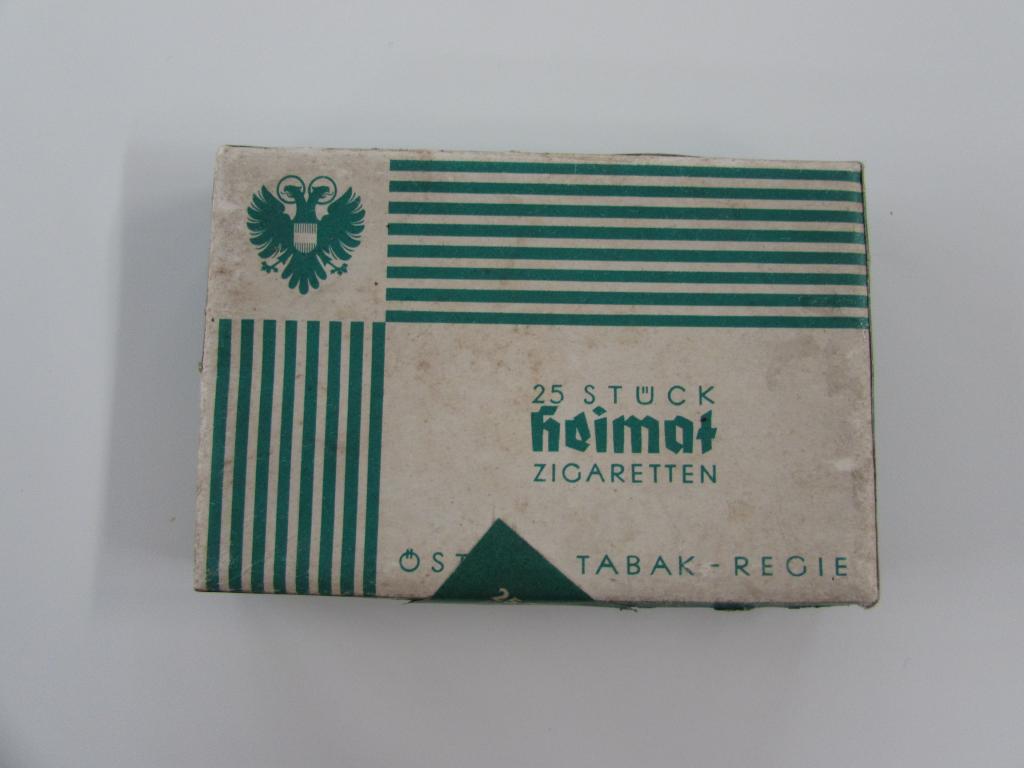 25 STÜCK
Heimat
ZIGARETTEN
TABAK-REGIE